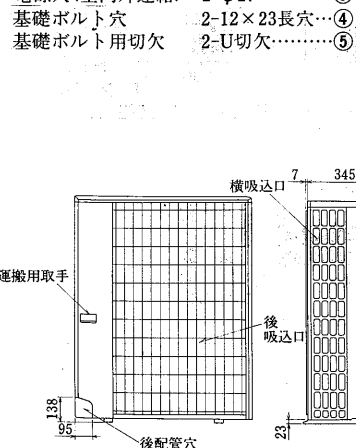 基礎ボルト穴 2-12×23長穴…④
基礎ボルト用切欠 2-U切欠………⑤
7 345
横吸込口
運搬用取手
後
吸込口
138
95
後配管穴
23